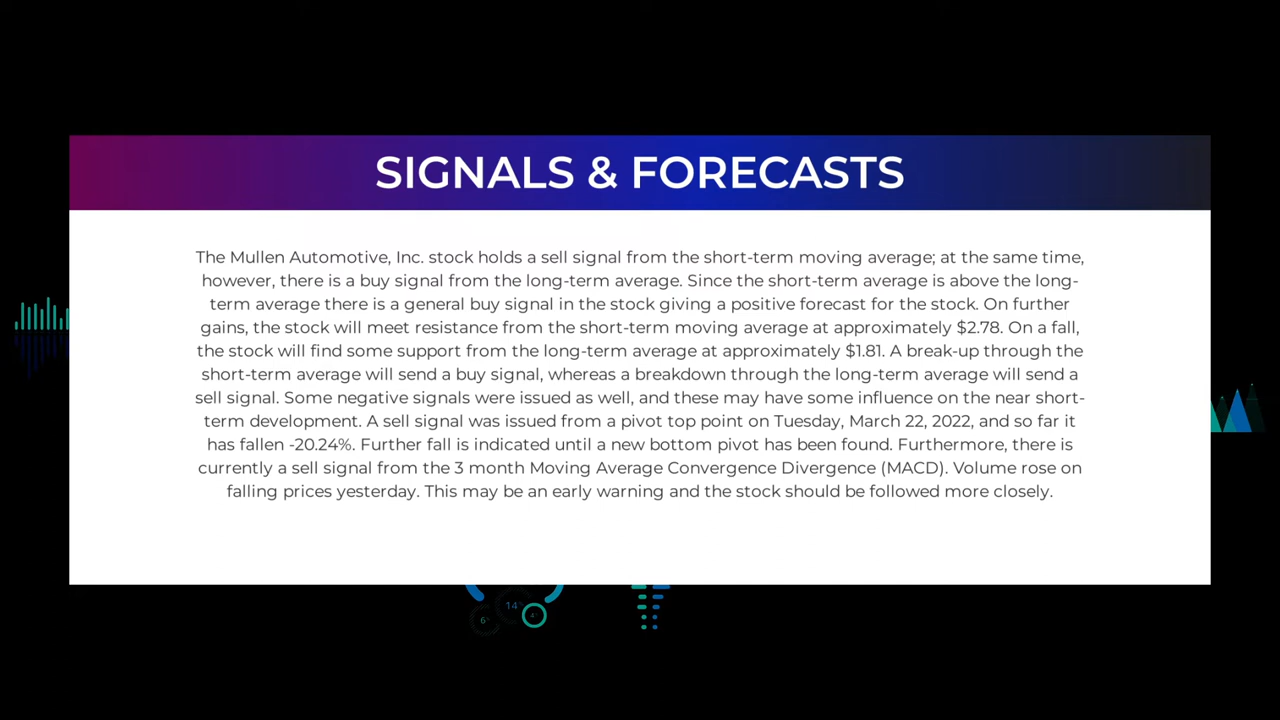 SIGNALS & FORECASTS
The Mullen Automotive, Inc. stock holds a sell signal from the short-term moving average; at the same time,
however, there is a buy signal from the long-term average. Since the short-term average is above the long-
term average there is a general buy signal in the stock giving a positive forecast for the stock. On further
gains, the stock will meet resistance from the short-term moving average at approximately $2.78. On a fall,
the stock will find some support from the long-term average at approximately $1.81. A break-up through the
short-term average will send a buy signal, whereas a breakdown through the long-term average will send a
sell signal. Some negative signals were issued as well, and these may have some influence on the near short-
term development. A sell signal was issued from a pivot top point on Tuesday, March 22, 2022, and so far it
has fallen -20.24%. Further fall is indicated until a new bottom pivot has been found. Furthermore, there is
currently a sell signal from the 3 month Moving Average Convergence Divergence (MACD). Volume rose on
falling prices yesterday. This may be an early warning and the stock should be followed more closely.